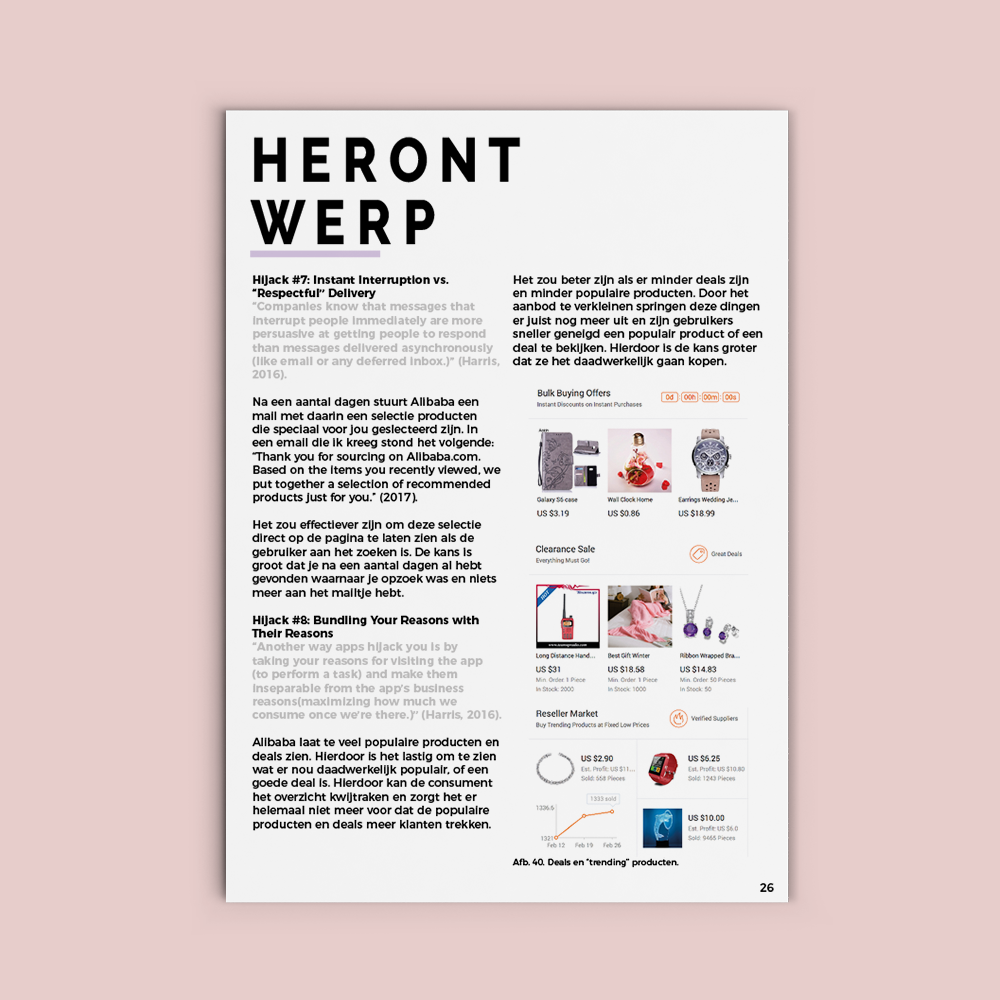 HERONT
WERP
Hijack #7: Instant Interruption vs.
"Respectful" Delivery
"Companies know that messages that
interrupt people immediately are more
persuasive at getting people to respond
than messages delivered asynchronously
(like email or any deferred inbox.)" (Harris,
2016).
Na een aantal dagen stuurt Alibaba een
mail met daarin een selectie producten
die speciaal voor jou geslecteerd zijn. In
een email die ik kreeg stond het volgende:
"Thank you for sourcing on Alibaba.com.
Based on the items you recently viewed, we
put together a selection of recommended
products just for you." (2017).
Het zou effectiever zijn om deze selectie
direct op de pagina te laten zien als de
gebruiker aan het zoeken is. De kans is
groot dat je na een aantal dagen al hebt
gevonden waarnaar je opzoek was en niets
meer aan het mailtje hebt.
Hijack #8: Bundling Your Reasons with
Their Reasons
"Another way apps hijack you is by
taking your reasons for visiting the app
(to perform a task) and make them
inseparable from the app's business
reasons(maximizing how much we
consume once we're there.)" (Harris, 2016).
Alibaba laat te veel populaire producten en
deals zien. Hierdoor is het lastig om te zien
wat er nou daadwerkelijk populair, of een
goede deal is. Hierdoor kan de consument
het overzicht kwijtraken en zorgt het er
helemaal niet meer voor dat de populaire
producten en deals meer klanten trekken.
Het zou beter zijn als er minder deals zijn
en minder populaire producten. Door het
aanbod te verkleinen springen deze dingen
er juist nog meer uit en zijn gebruikers
sneller geneigd een populair product of een
deal te bekijken. Hierdoor is de kans groter
dat ze het daadwerkelijk gaan kopen.
Bulk Buying Offers
Instant Discounts on Instant Purchases
0d 00h : 00m : 00s
Galaxy S6 case Wall Clock Home Earrings Wedding Je...
US $3.19 US $0.86 US $18.99
Clearance Sale
Everything Must Go!
Great Deals
Long Distance Hand... Best Gift Winter Ribbon Wrapped Bra...
US $31 US $18.58 US $14.83
Min. Order: 1 Piece Min. Order: 1 Piece Min. Order: 50 Pieces
In Stock: 2000 In Stock: 1000 In Stock: 50
Reseller Market
Buy Trending Products at Fixed Low Prices
Verified Suppliers
US $2.90
Est. Profit: US $11...
Sold: 558 Pieces
1333 sold
1336.5
1321
Feb 12 Feb 19 Feb 26
US $6.25
Est. Profit: US $10.80
Sold: 1243 Pieces
US $10.00
Est. Profit: US $6.0
Sold: 9465 Pieces
Afb. 40. Deals en "trending" producten.
26